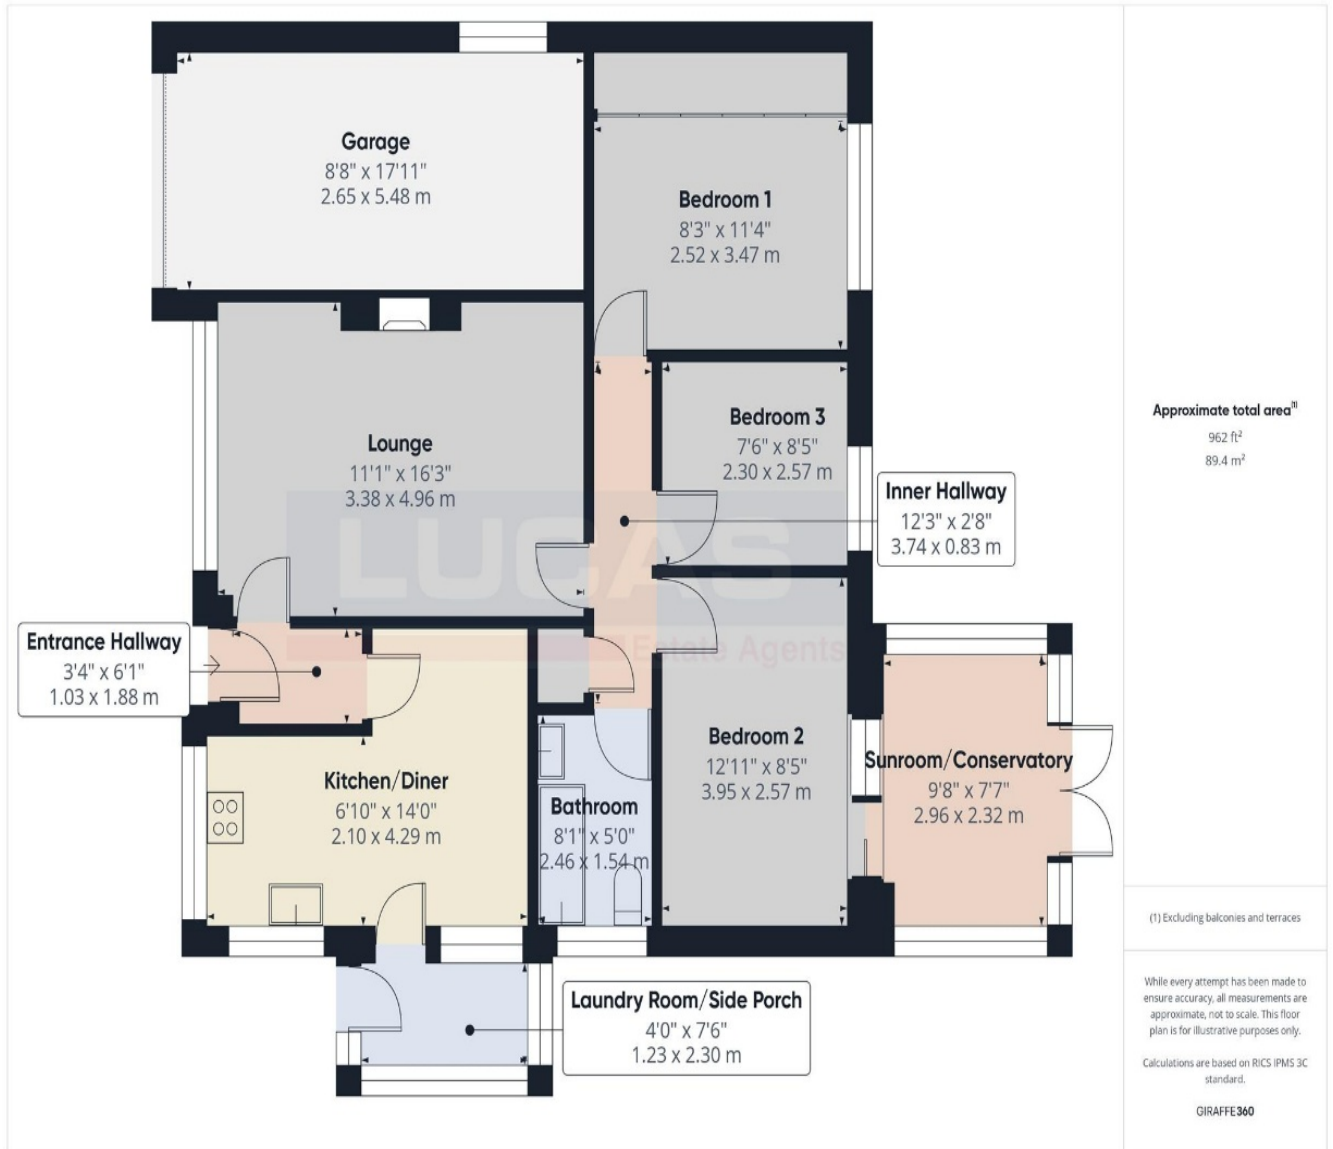 Garage
8'8" x 17'11"
2.65 x 5.48 m
Bedroom 1
8'3" x 11'4"
2.52 x 3.47 m
Lounge
11'1" x 16'3"
3.38 x 4.96 m
Bedroom 3
7'6" x 8'5"
2.30 x 2.57 m
Inner Hallway
12'3" x 2'8"
3.74 x 0.83 m
LUCAS
Estate Agents
Entrance Hallway
3'4" x 6'1"
1.03 x 1.88 m
Kitchen/Diner
6'10" x 14'0"
2.10 x 4.29 m
Bathroom
8'1" x 5'0"
2.46 x 1.54 m
Bedroom 2
12'11" x 8'5"
3.95 x 2.57 m
Sunroom/Conservatory
9'8" x 7'7"
2.96 x 2.32 m
Laundry Room/Side Porch
4'0" x 7'6"
1.23 x 2.30 m
Approximate total area⁽¹⁾
962 ft²
89.4 m²
(1) Excluding balconies and terraces
While every attempt has been made to
ensure accuracy, all measurements are
approximate, not to scale. This floor
plan is for illustrative purposes only.
Calculations are based on RICS IPMS 3C
standard.
GIRAFFE360